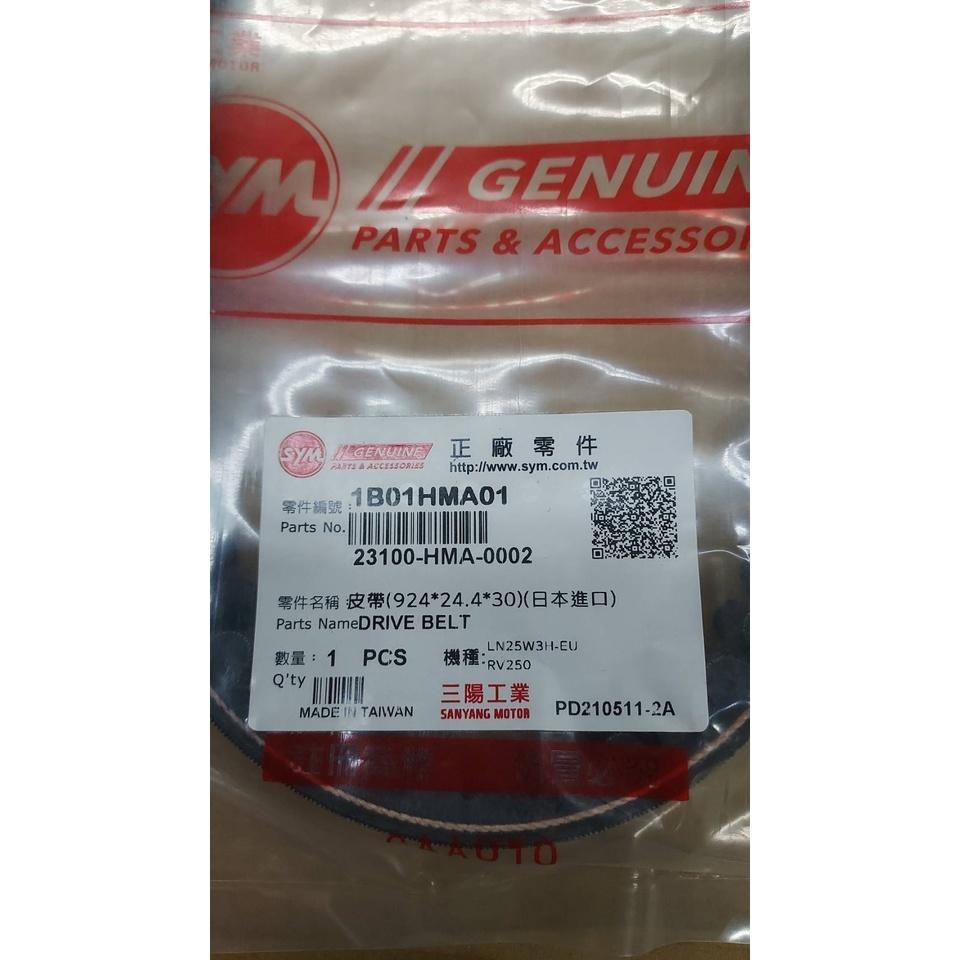 工業
SYM
GENUIN
PARTS & ACCESSOR
SYM GENUINE
PARTS & ACCESSORIES
正廠零件
http://www.sym.com.tw
零件編號: 1B01HMA01
Parts No.
23100-HMA-0002
零件名稱:皮帶(924*24.4*30)(日本進口)
Parts Name DRIVE BELT
數量: 1 PCS 機種: LN25W3H-EU
RV250
Q'ty
MADE IN TAIWAN
三陽工業
SANYANG MOTOR
PD210511-2A